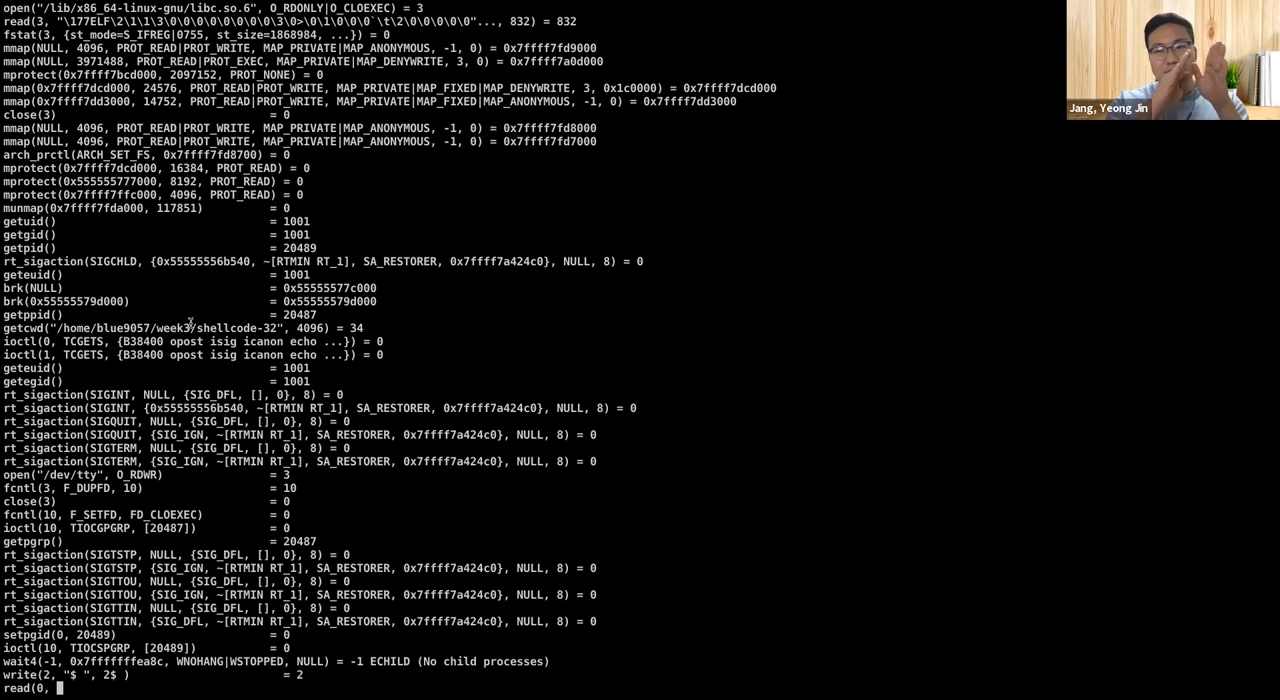 open("/lib/x86_64-linux-gnu/libc.so.6", O_RDONLY|O_CLOEXEC) = 3
read(3, "\177ELF\2\1\1\3\0\0\0\0\0\0\0\0\3\0>\0\1\0\0\0`\t\2\0\0\0\0\0"..., 832) = 832
fstat(3, {st_mode=S_IFREG|0755, st_size=1868984, ...}) = 0
mmap(NULL, 4096, PROT_READ|PROT_WRITE, MAP_PRIVATE|MAP_ANONYMOUS, -1, 0) = 0x7ffff7fd9000
mmap(NULL, 3971488, PROT_READ|PROT_EXEC, MAP_PRIVATE|MAP_DENYWRITE, 3, 0) = 0x7ffff7a0d000
mprotect(0x7ffff7bcd000, 2097152, PROT_NONE) = 0
mmap(0x7ffff7dcd000, 24576, PROT_READ|PROT_WRITE, MAP_PRIVATE|MAP_FIXED|MAP_DENYWRITE, 3, 0x1c0000) = 0x7ffff7dcd000
mmap(0x7ffff7dd3000, 14752, PROT_READ|PROT_WRITE, MAP_PRIVATE|MAP_FIXED|MAP_ANONYMOUS, -1, 0) = 0x7ffff7dd3000
close(3) = 0
mmap(NULL, 4096, PROT_READ|PROT_WRITE, MAP_PRIVATE|MAP_ANONYMOUS, -1, 0) = 0x7ffff7fd8000
mmap(NULL, 4096, PROT_READ|PROT_WRITE, MAP_PRIVATE|MAP_ANONYMOUS, -1, 0) = 0x7ffff7fd7000
arch_prctl(ARCH_SET_FS, 0x7ffff7fd8700) = 0
mprotect(0x7ffff7dcd000, 16384, PROT_READ) = 0
mprotect(0x555555777000, 8192, PROT_READ) = 0
mprotect(0x7ffff7ffc000, 4096, PROT_READ) = 0
munmap(0x7ffff7fda000, 117851) = 0
getuid() = 1001
getgid() = 1001
getpid() = 20489
rt_sigaction(SIGCHLD, {0x55555556b540, ~[RTMIN RT_1], SA_RESTORER, 0x7ffff7a424c0}, NULL, 8) = 0
geteuid() = 1001
brk(NULL) = 0x55555577c000
brk(0x55555579d000) = 0x55555579d000
getppid() = 20487
getcwd("/home/blue9057/week3/shellcode-32", 4096) = 34
ioctl(0, TCGETS, {B38400 opost isig icanon echo ...}) = 0
ioctl(1, TCGETS, {B38400 opost isig icanon echo ...}) = 0
geteuid() = 1001
getegid() = 1001
rt_sigaction(SIGINT, NULL, {SIG_DFL, [], 0}, 8) = 0
rt_sigaction(SIGINT, {0x55555556b540, ~[RTMIN RT_1], SA_RESTORER, 0x7ffff7a424c0}, NULL, 8) = 0
rt_sigaction(SIGQUIT, NULL, {SIG_DFL, [], 0}, 8) = 0
rt_sigaction(SIGQUIT, {SIG_IGN, ~[RTMIN RT_1], SA_RESTORER, 0x7ffff7a424c0}, NULL, 8) = 0
rt_sigaction(SIGTERM, NULL, {SIG_DFL, [], 0}, 8) = 0
rt_sigaction(SIGTERM, {SIG_IGN, ~[RTMIN RT_1], SA_RESTORER, 0x7ffff7a424c0}, NULL, 8) = 0
open("/dev/tty", O_RDWR) = 3
fcntl(3, F_DUPFD, 10) = 10
close(3) = 0
fcntl(10, F_SETFD, FD_CLOEXEC) = 0
ioctl(10, TIOCGPGRP, [20487]) = 0
getpgrp() = 20487
rt_sigaction(SIGTSTP, NULL, {SIG_DFL, [], 0}, 8) = 0
rt_sigaction(SIGTSTP, {SIG_IGN, ~[RTMIN RT_1], SA_RESTORER, 0x7ffff7a424c0}, NULL, 8) = 0
rt_sigaction(SIGTTOU, NULL, {SIG_DFL, [], 0}, 8) = 0
rt_sigaction(SIGTTOU, {SIG_IGN, ~[RTMIN RT_1], SA_RESTORER, 0x7ffff7a424c0}, NULL, 8) = 0
rt_sigaction(SIGTTIN, NULL, {SIG_DFL, [], 0}, 8) = 0
rt_sigaction(SIGTTIN, {SIG_DFL, ~[RTMIN RT_1], SA_RESTORER, 0x7ffff7a424c0}, NULL, 8) = 0
setpgid(0, 20489) = 0
ioctl(10, TIOCSPGRP, [20489]) = 0
wait4(-1, 0x7fffffffea8c, WNOHANG|WSTOPPED, NULL) = -1 ECHILD (No child processes)
write(2, "$ ", 2$ ) = 2
read(0,
Jang, Yeong Jin